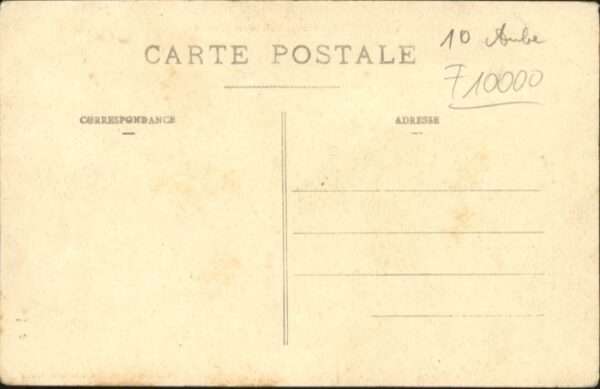 CARTE POSTALE
10 Aube
F10000
CORRESPONDANCE
ADRESSE